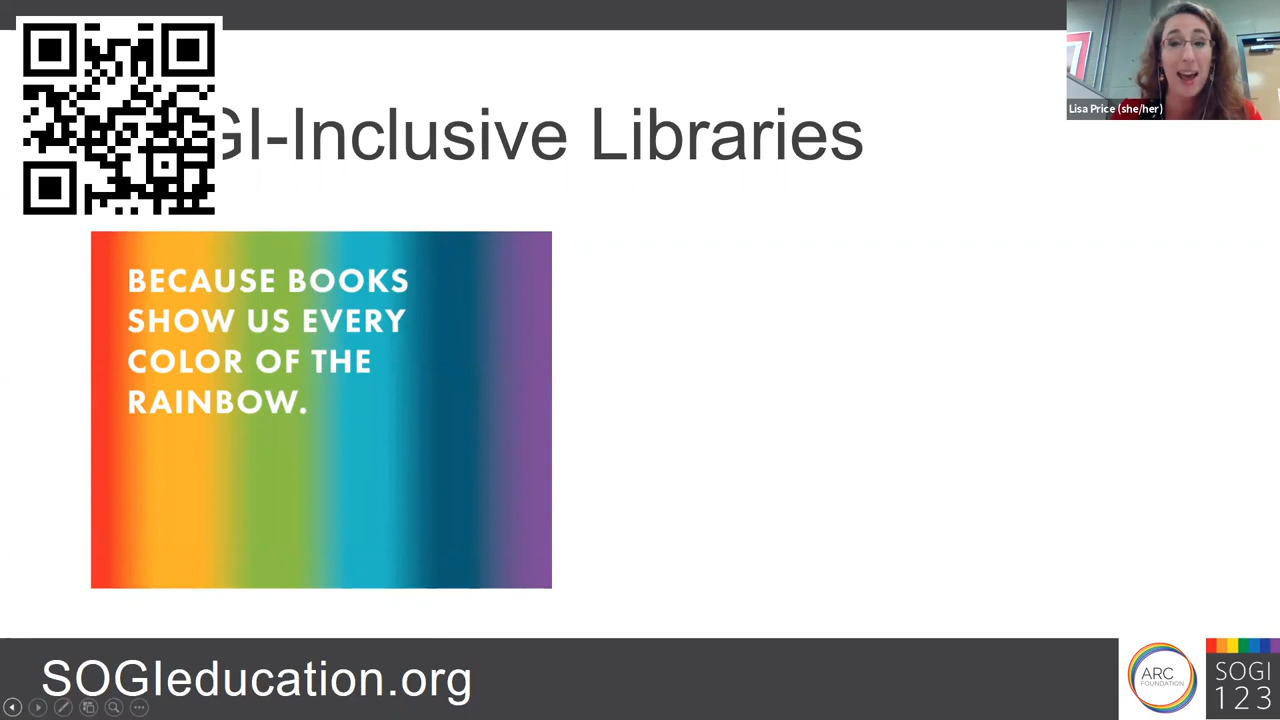 GI-Inclusive Libraries
Lisa Price (she/her)
BECAUSE BOOKS
SHOW US EVERY
COLOR OF THE
RAINBOW.
SOGIeducation.org
ARC
FOUNDATION
SOGI
1 2 3